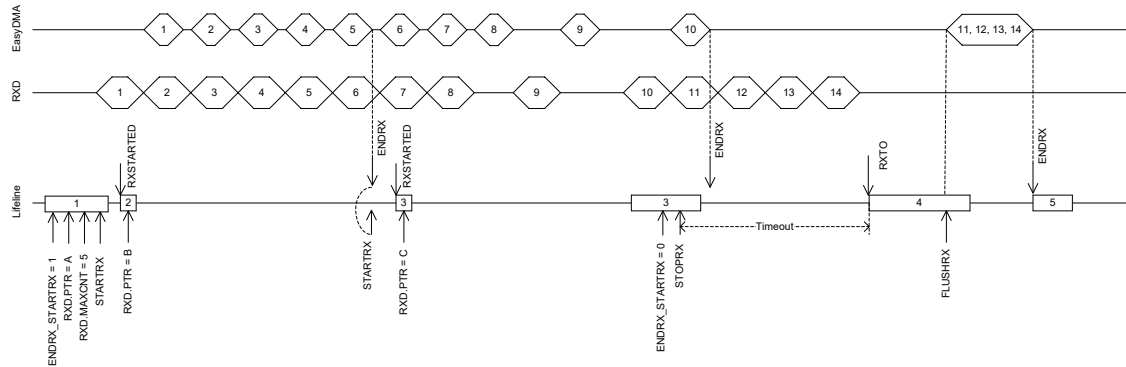 EasyDMA
1 2 3 4 5 6 7 8 9 10 11, 12, 13, 14
RXD
1 2 3 4 5 6 7 8 9 10 11 12 13 14
RXSTARTED
ENDRX
RXSTARTED
ENDRX
RXTO
ENDRX
Lifeline
1 2 3 3 4 5
Timeout
ENDRX_STARTRX = 1
RXD.PTR = A
RXD.MAXCNT = 5
STARTRX
RXD.PTR = B
STARTRX
RXD.PTR = C
ENDRX_STARTRX = 0
STOPRX
FLUSHRX